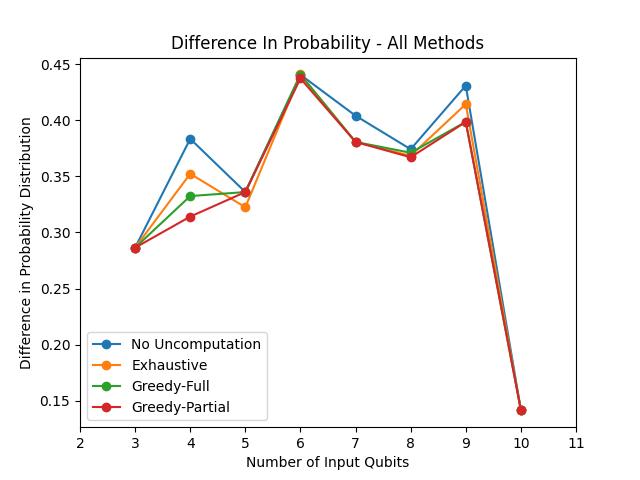 Difference In Probability - All Methods
Difference in Probability Distribution
0.45
0.40
0.35
0.30
0.25
0.20
0.15
No Uncomputation
Exhaustive
Greedy-Full
Greedy-Partial
2 3 4 5 6 7 8 9 10 11
Number of Input Qubits